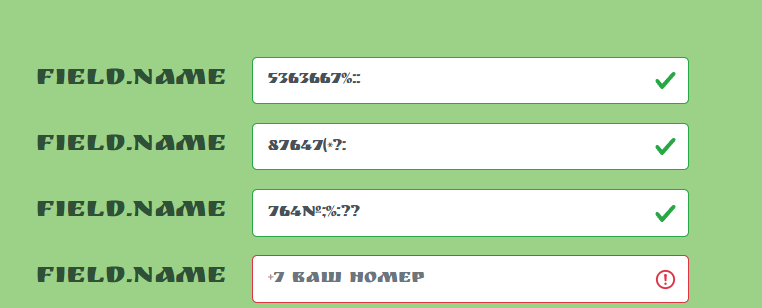 FIELD.NAME 5363667%::
FIELD.NAME 87647(*?:
FIELD.NAME 764№;%:??
FIELD.NAME +7 ВАШ НОМЕР